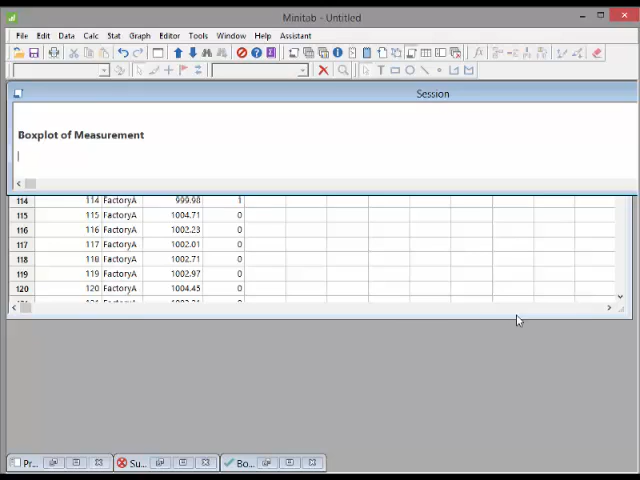 Minitab - Untitled
File Edit Data Calc Stat Graph Editor Tools Window Help Assistant
Session
Boxplot of Measurement
114 114 FactoryA 999.98 1
115 115 FactoryA 1004.71 0
116 116 FactoryA 1002.23 0
117 117 FactoryA 1002.01 0
118 118 FactoryA 1002.71 0
119 119 FactoryA 1002.97 0
120 120 FactoryA 1004.45 0
Pr... Su... Bo...